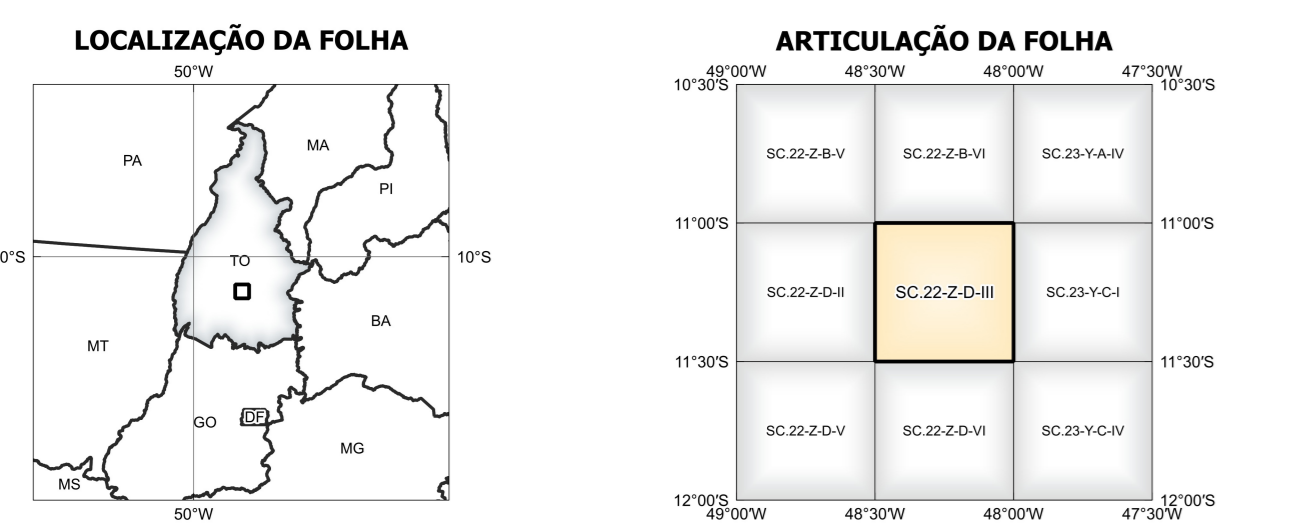 LOCALIZAÇÃO DA FOLHA
50°W
PA
MA
PI
TO
0°S
10°S
BA
MT
GO
DF
MG
MS
50°W
ARTICULAÇÃO DA FOLHA
49°00'W 48°30'W 48°00'W 47°30'W
10°30'S 10°30'S
SC.22-Z-B-V SC.22-Z-B-VI SC.23-Y-A-IV
11°00'S 11°00'S
SC.22-Z-D-II SC.22-Z-D-III SC.23-Y-C-I
11°30'S 11°30'S
SC.22-Z-D-V SC.22-Z-D-VI SC.23-Y-C-IV
12°00'S 12°00'S
49°00'W 48°30'W 48°00'W 47°30'W